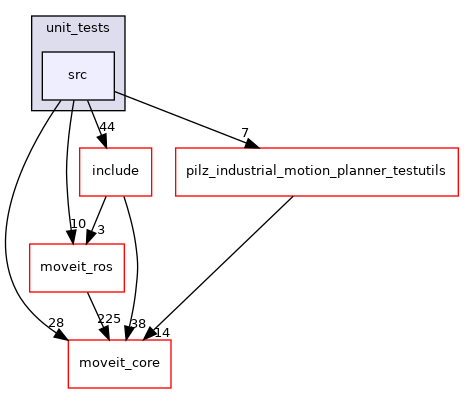 unit_tests
src
44
7
include
pilz_industrial_motion_planner_testutils
10
3
moveit_ros
28
225
38
14
moveit_core